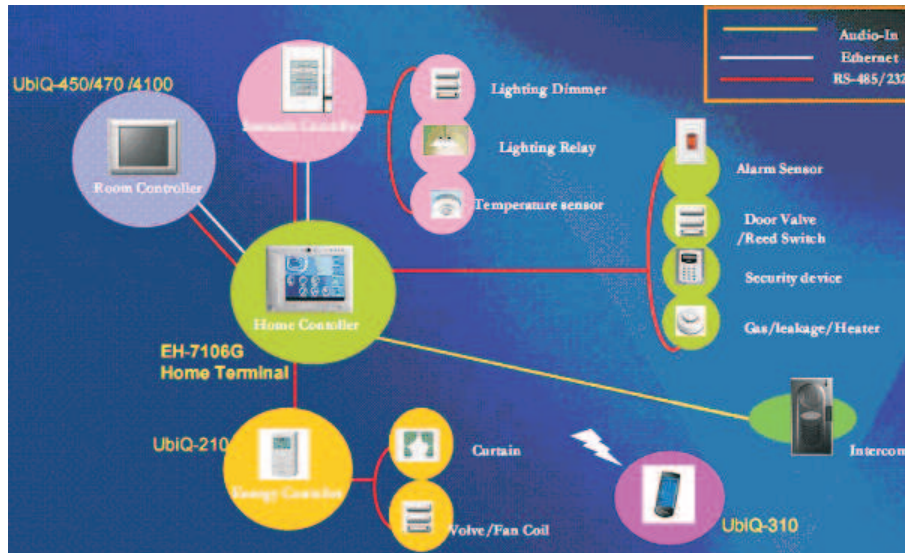 Audio-In
Ethernet
RS-485/232
UbiQ-450/470 /4100
Room Controller
Lighting Dimmer
Lighting Relay
Temperature sensor
Alarm Sensor
Door Valve
/Reed Switch
Security device
Gas/leakage/Heater
Home Contoller
EH-7106G
Home Terminal
UbiQ-210
Energy Contoller
Curtain
Volve/Fan Coil
Intercom
UbiQ-310